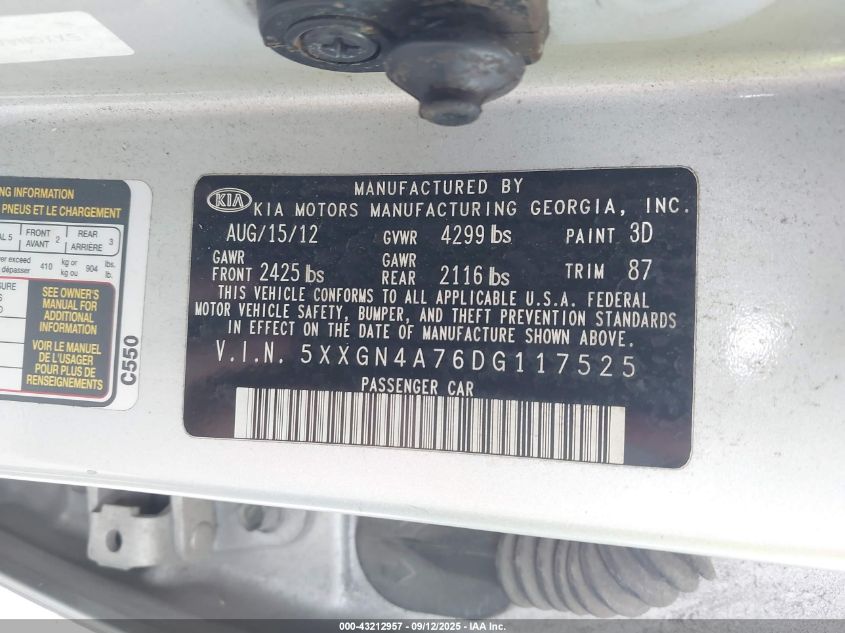 MANUFACTURED BY
KIA
KIA MOTORS MANUFACTURING GEORGIA, INC.
AUG/15/12 GVWR 4299 lbs PAINT 3D
GAWR FRONT 2425 lbs GAWR REAR 2116 lbs TRIM 87
THIS VEHICLE CONFORMS TO ALL APPLICABLE U.S.A. FEDERAL
MOTOR VEHICLE SAFETY, BUMPER, AND THEFT PREVENTION STANDARDS
IN EFFECT ON THE DATE OF MANUFACTURE SHOWN ABOVE.
V.I.N. 5XXGN4A76DG117525
PASSENGER CAR
INFORMATION
PNEUS ET LE CHARGEMENT
5 FRONT AVANT 2 REAR ARRIÈRE 3
exceed 410 kg or 904 lbs.
dépasser kg ou lb.
SEE OWNER'S
MANUAL FOR
ADDITIONAL
INFORMATION
VOIR LE MANUEL
DE L'USAGER
POUR PLUS DE
RENSEIGNEMENTS
C550
000-43212957 - 09/12/2025 - IAA Inc.